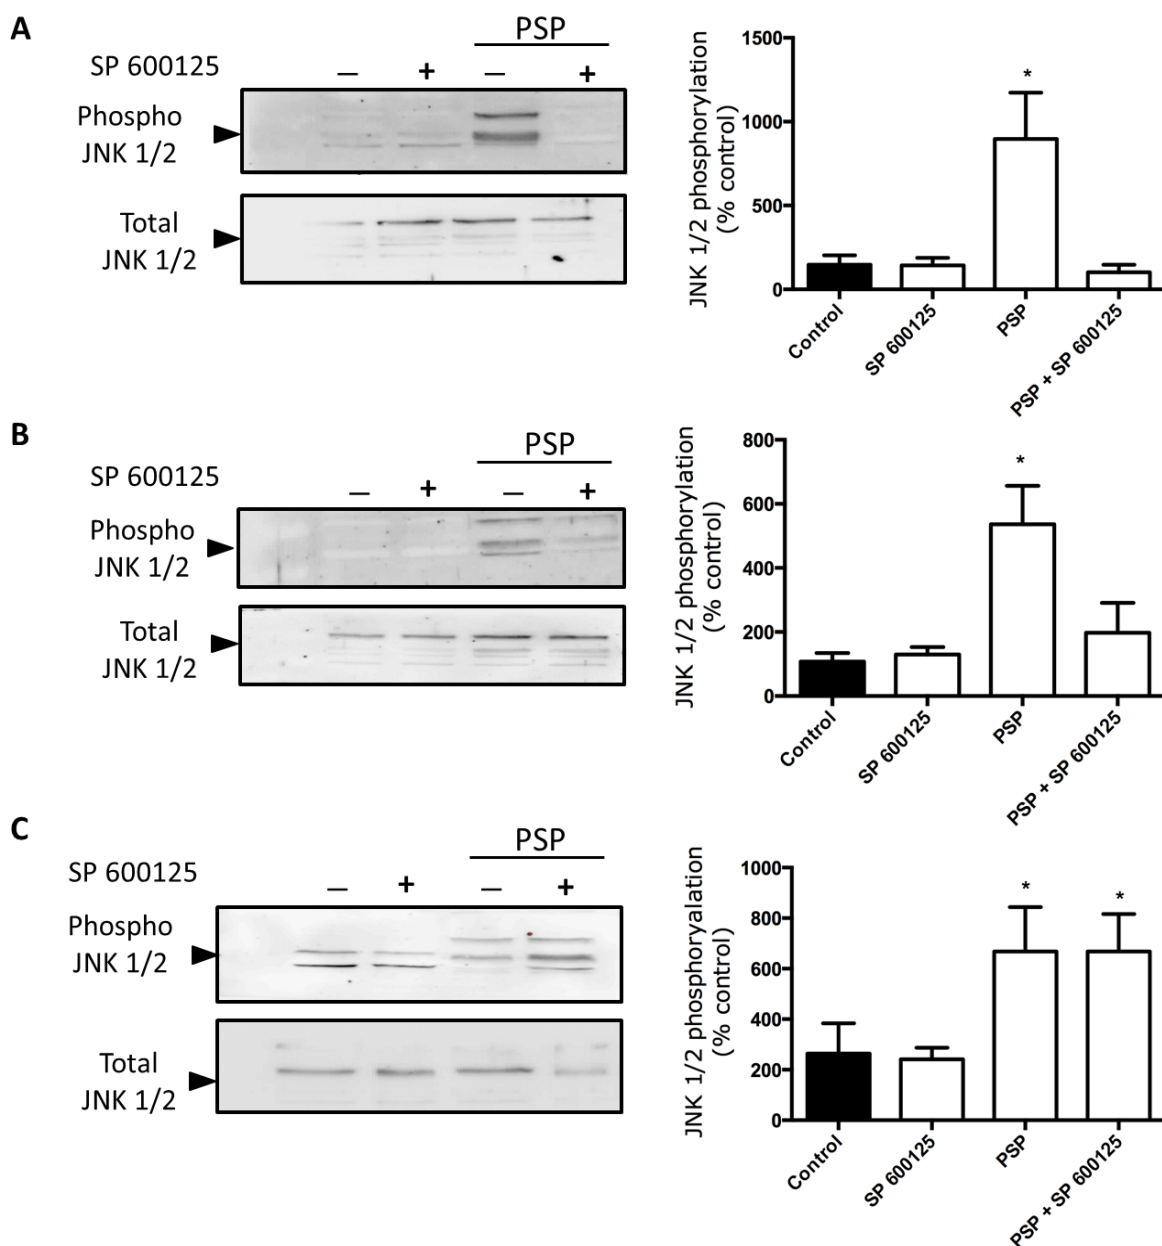 A
PSP
SP 600125 – + – +
Phospho
JNK 1/2
Total
JNK 1/2
JNK 1/2 phosphorylation
(% control)
1500
1000
500
0
*
Control
SP 600125
PSP
PSP + SP 600125
B
PSP
SP 600125 – + – +
Phospho
JNK 1/2
Total
JNK 1/2
JNK 1/2 phosphorylation
(% control)
800
600
400
200
0
*
Control
SP 600125
PSP
PSP + SP 600125
C
PSP
SP 600125 – + – +
Phospho
JNK 1/2
Total
JNK 1/2
JNK 1/2 phosphoryalation
(% control)
1000
800
600
400
200
0
* *
Control
SP 600125
PSP
PSP + SP 600125